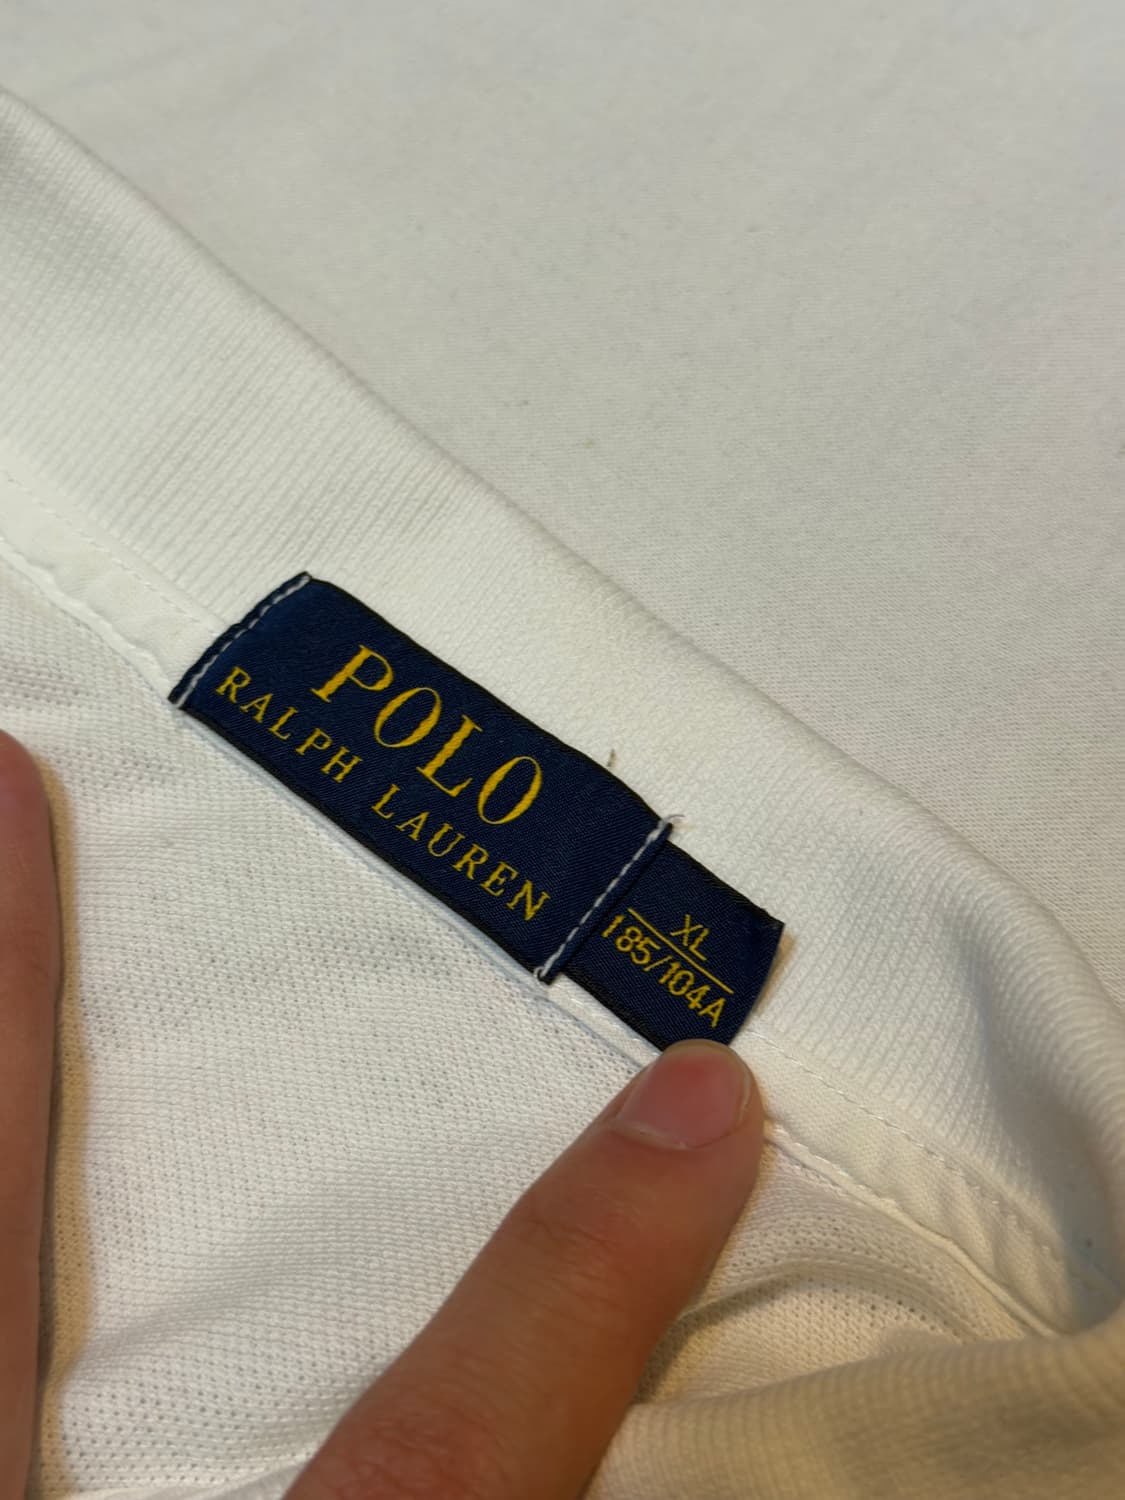 POLO
RALPH LAUREN
XL
185/104A